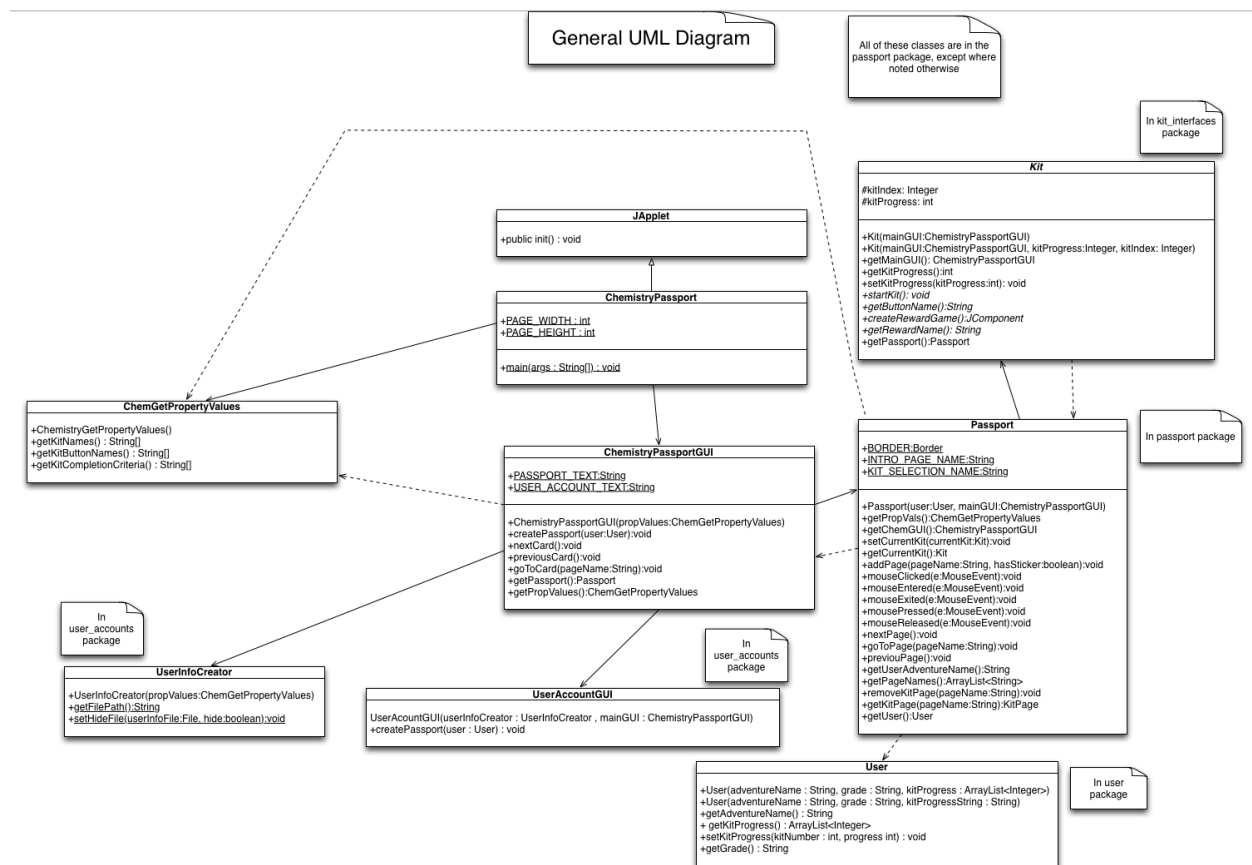 General UML Diagram
All of these classes are in the
passport package, except where
noted otherwise
In kit_interfaces
package
Kit
#kitIndex: Integer
#kitProgress: int
+Kit(mainGUI:ChemistryPassportGUI)
+Kit(mainGUI:ChemistryPassportGUI, kitProgress:Integer, kitIndex: Integer)
+getMainGUI(): ChemistryPassportGUI
+getKitProgress():int
+setKitProgress(kitProgress:int): void
+startKit(): void
+getButtonName():String
+createRewardGame():JComponent
+getRewardName(): String
+getPassport():Passport
JApplet
+public init() : void
ChemistryPassport
+PAGE_WIDTH : int
+PAGE_HEIGHT : int
+main(args : String[]) : void
ChemGetPropertyValues
+ChemistryGetPropertyValues()
+getKitNames() : String[]
+getKitButtonNames() : String[]
+getKitCompletionCriteria() : String[]
ChemistryPassportGUI
+PASSPORT_TEXT:String
+USER_ACCOUNT_TEXT:String
+ChemistryPassportGUI(propValues:ChemGetPropertyValues)
+createPassport(user:User):void
+nextCard():void
+previousCard():void
+goToCard(pageName:String):void
+getPassport():Passport
+getPropValues():ChemGetPropertyValues
Passport
+BORDER:Border
+INTRO_PAGE_NAME:String
+KIT_SELECTION_NAME:String
+Passport(user:User, mainGUI:ChemistryPassportGUI)
+getPropVals():ChemGetPropertyValues
+getChemGUI():ChemistryPassportGUI
+setCurrentKit(currentKit:Kit):void
+getCurrentKit():Kit
+addPage(pageName:String, hasSticker:boolean):void
+mouseClicked(e:MouseEvent):void
+mouseEntered(e:MouseEvent):void
+mouseExited(e:MouseEvent):void
+mousePressed(e:MouseEvent):void
+mouseReleased(e:MouseEvent):void
+nextPage():void
+goToPage(pageName:String):void
+previouPage():void
+getUserAdventureName():String
+getPageNames():ArrayList<String>
+removeKitPage(pageName:String):void
+getKitPage(pageName:String):KitPage
+getUser():User
In passport package
In
user_accounts
package
UserInfoCreator
+UserInfoCreator(propValues:ChemGetPropertyValues)
+getFilePath():String
+setHideFile(userInfoFile:File, hide:boolean):void
In
user_accounts
package
UserAccountGUI
UserAcountGUI(userInfoCreator : UserInfoCreator , mainGUI : ChemistryPassportGUI)
+createPassport(user : User) : void
User
+User(adventureName : String, grade : String, kitProgress : ArrayList<Integer>)
+User(adventureName : String, grade : String, kitProgressString : String)
+getAdventureName() : String
+ getKitProgress() : ArrayList<Integer>
+setKitProgress(kitNumber : int, progress int) : void
+getGrade() : String
In user
package